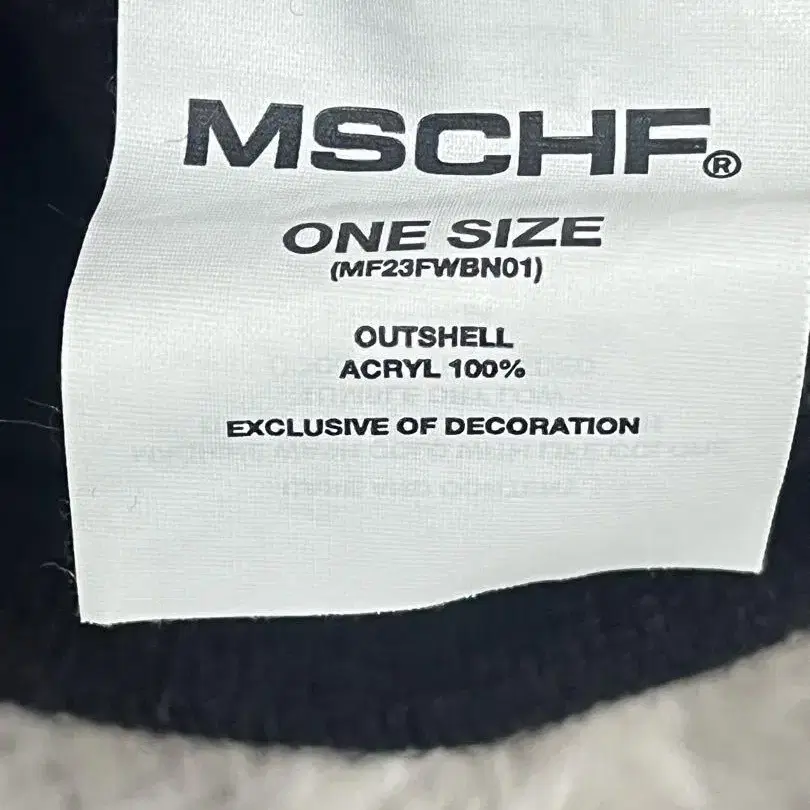 MSCHF®
ONE SIZE
(MF23FWBN01)
OUTSHELL
ACRYL 100%
EXCLUSIVE OF DECORATION